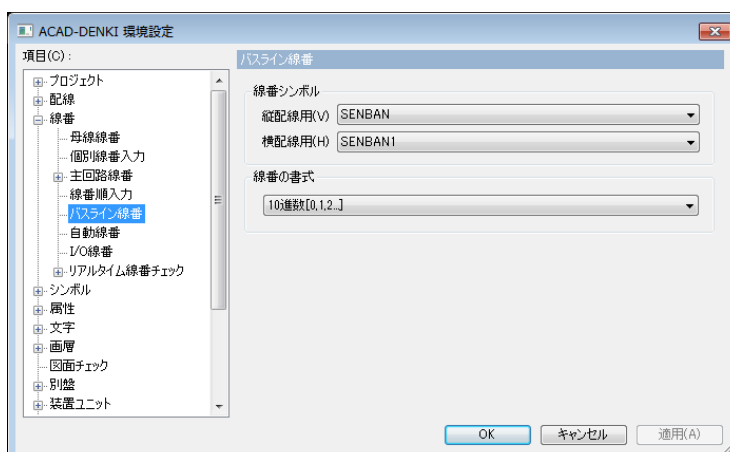 ACAD-DENKI 環境設定
項目(C):
プロジェクト
配線
線番
母線線番
個別線番入力
主回路線番
線番順入力
バスライン線番
自動線番
I/O線番
リアルタイム線番チェック
シンボル
属性
文字
画層
図面チェック
別盤
装置ユニット
バスライン線番
線番シンボル
縦配線用(V) SENBAN
横配線用(H) SENBAN1
線番の書式
10進数[0,1,2...]
OK キャンセル 適用(A)